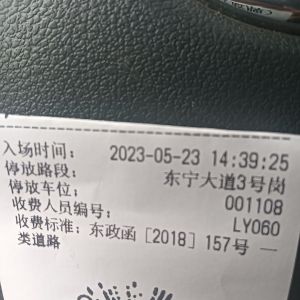 入场时间： 2023-05-23 14:39:25
停放路段： 东宁大道3号岗
停放车位： 001108
收费人员编号： LY060
收费标准：东政函［2018］157号 一
类道路